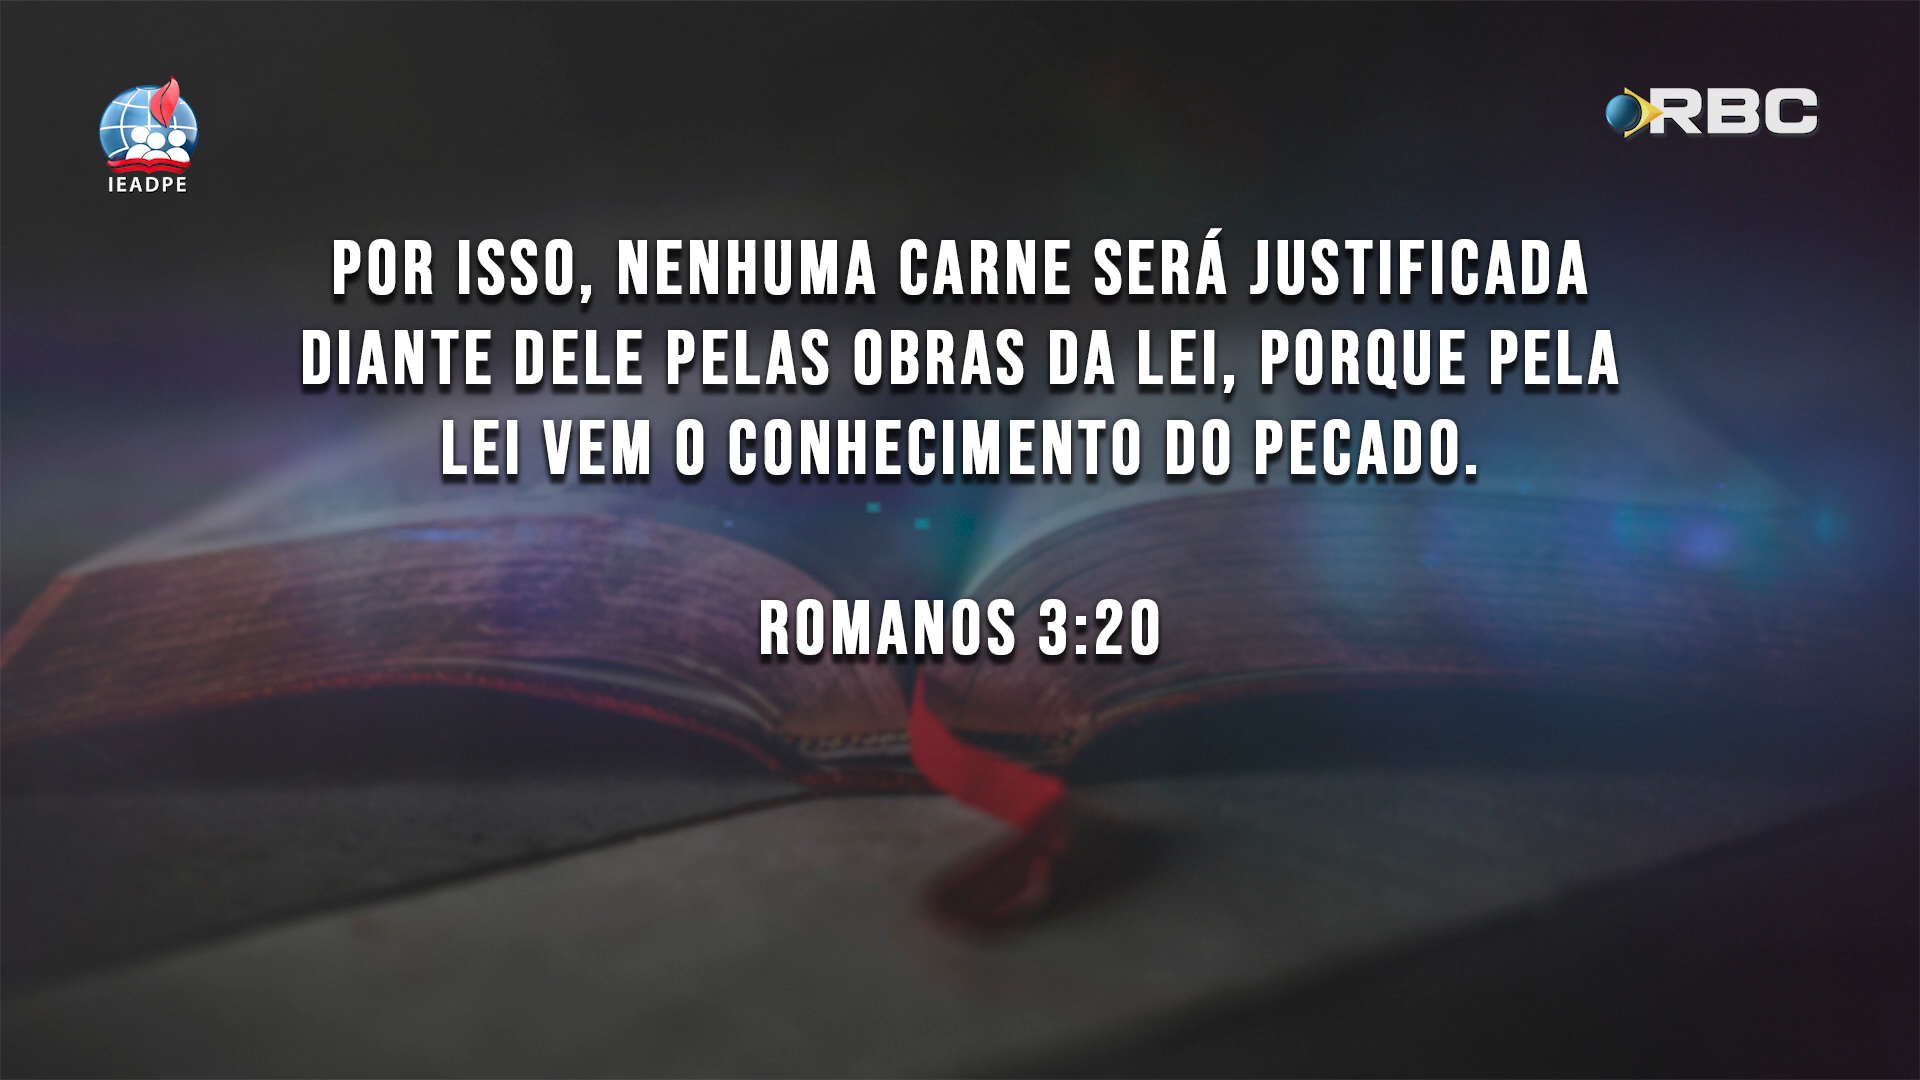 IEADPE
RBC
POR ISSO, NENHUMA CARNE SERÁ JUSTIFICADA
DIANTE DELE PELAS OBRAS DA LEI, PORQUE PELA
LEI VEM O CONHECIMENTO DO PECADO.
ROMANOS 3:20